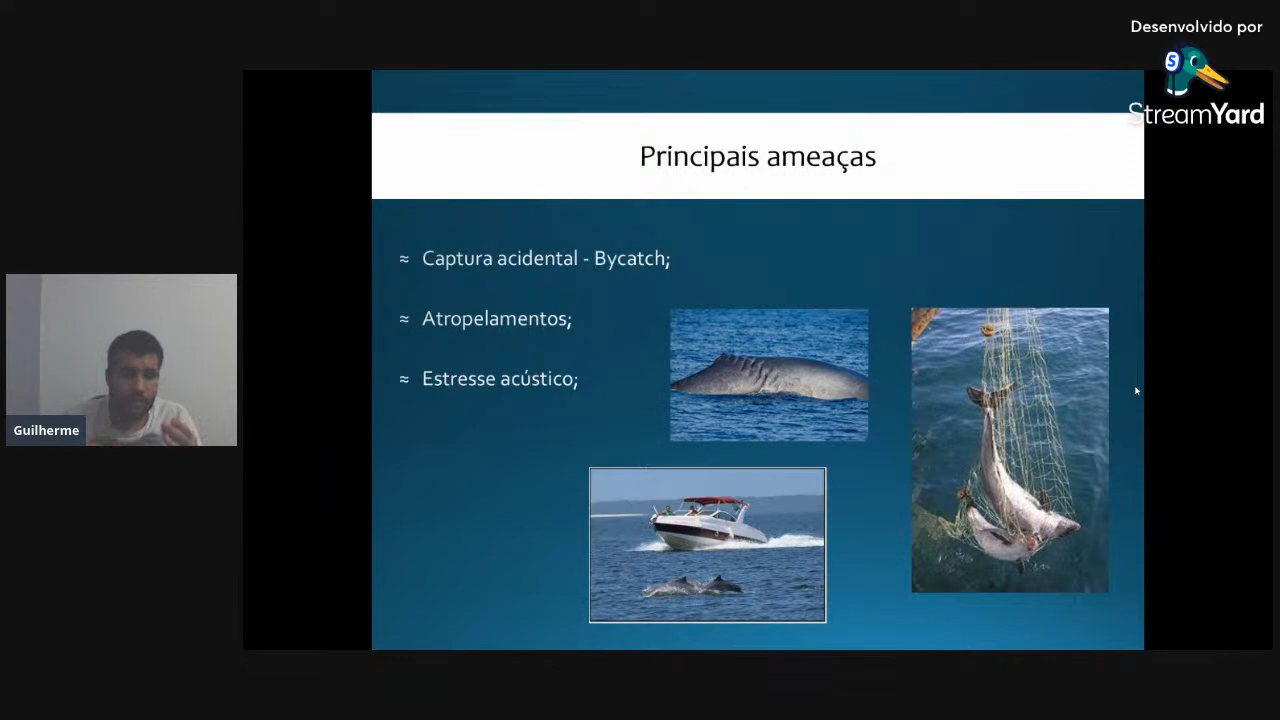 Desenvolvido por
StreamYard
Principais ameaças
≈ Captura acidental - Bycatch;
≈ Atropelamentos;
≈ Estresse acústico;
Guilherme